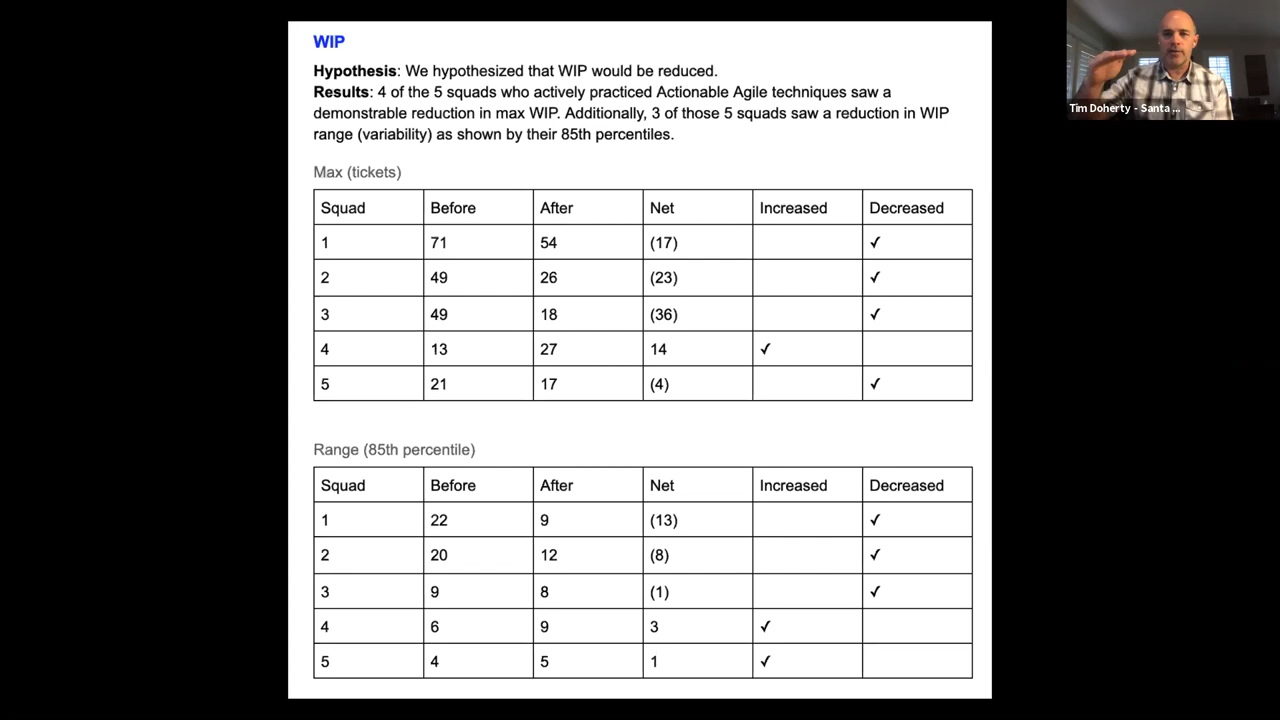 WIP
Hypothesis: We hypothesized that WIP would be reduced.
Results: 4 of the 5 squads who actively practiced Actionable Agile techniques saw a
demonstrable reduction in max WIP. Additionally, 3 of those 5 squads saw a reduction in WIP
range (variability) as shown by their 85th percentiles.
Max (tickets)
Squad Before After Net Increased Decreased
1 71 54 (17) ✓
2 49 26 (23) ✓
3 49 18 (36) ✓
4 13 27 14 ✓
5 21 17 (4) ✓
Range (85th percentile)
Squad Before After Net Increased Decreased
1 22 9 (13) ✓
2 20 12 (8) ✓
3 9 8 (1) ✓
4 6 9 3 ✓
5 4 5 1 ✓
Tim Doherty - Santa ...